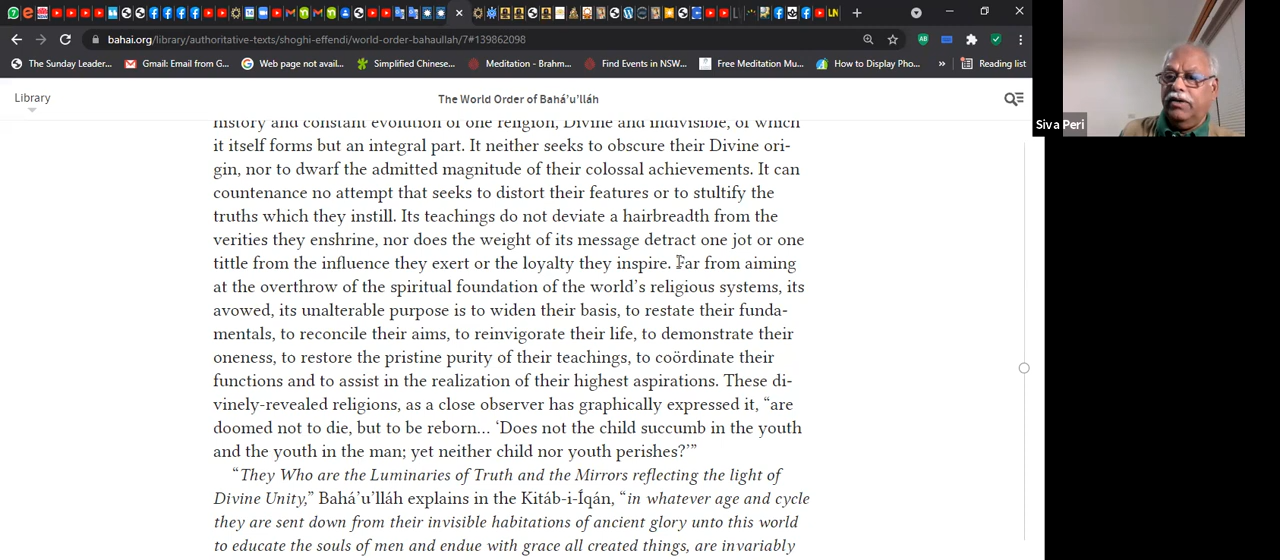 bahai.org/library/authoritative-texts/shoghi-effendi/world-order-bahaullah/7#139862098
The Sunday Leader...
Gmail: Email from G...
Web page not avail...
Simplified Chinese...
Meditation - Brahm...
Find Events in NSW...
Free Meditation Mu...
How to Display Pho...
»
Reading list
Library
The World Order of Bahá’u’lláh
Siva Peri
history and constant evolution of one religion, Divine and indivisible, of which
it itself forms but an integral part. It neither seeks to obscure their Divine ori-
gin, nor to dwarf the admitted magnitude of their colossal achievements. It can
countenance no attempt that seeks to distort their features or to stultify the
truths which they instill. Its teachings do not deviate a hairbreadth from the
verities they enshrine, nor does the weight of its message detract one jot or one
tittle from the influence they exert or the loyalty they inspire. Far from aiming
at the overthrow of the spiritual foundation of the world’s religious systems, its
avowed, its unalterable purpose is to widen their basis, to restate their funda-
mentals, to reconcile their aims, to reinvigorate their life, to demonstrate their
oneness, to restore the pristine purity of their teachings, to coördinate their
functions and to assist in the realization of their highest aspirations. These di-
vinely-revealed religions, as a close observer has graphically expressed it, “are
doomed not to die, but to be reborn... ‘Does not the child succumb in the youth
and the youth in the man; yet neither child nor youth perishes?’”
“They Who are the Luminaries of Truth and the Mirrors reflecting the light of
Divine Unity,” Bahá’u’lláh explains in the Kitáb-i-Íqán, “in whatever age and cycle
they are sent down from their invisible habitations of ancient glory unto this world
to educate the souls of men and endue with grace all created things, are invariably